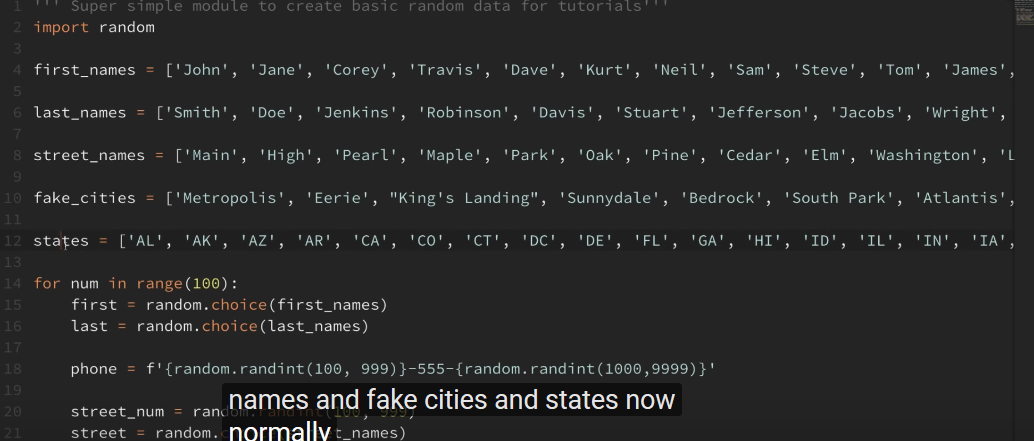 1 ''' Super simple module to create basic random data for tutorials'''
2 import random
3
4 first_names = ['John', 'Jane', 'Corey', 'Travis', 'Dave', 'Kurt', 'Neil', 'Sam', 'Steve', 'Tom', 'James',
5
6 last_names = ['Smith', 'Doe', 'Jenkins', 'Robinson', 'Davis', 'Stuart', 'Jefferson', 'Jacobs', 'Wright',
7
8 street_names = ['Main', 'High', 'Pearl', 'Maple', 'Park', 'Oak', 'Pine', 'Cedar', 'Elm', 'Washington', 'L
9
10 fake_cities = ['Metropolis', 'Eerie', "King's Landing", 'Sunnydale', 'Bedrock', 'South Park', 'Atlantis',
11
12 states = ['AL', 'AK', 'AZ', 'AR', 'CA', 'CO', 'CT', 'DC', 'DE', 'FL', 'GA', 'HI', 'ID', 'IL', 'IN', 'IA',
13
14 for num in range(100):
15 first = random.choice(first_names)
16 last = random.choice(last_names)
17
18 phone = f'{random.randint(100, 999)}-555-{random.randint(1000,9999)}'
19
20 street_num = random.randint(100, 999)
names and fake cities and states now
21 street = random. t_names)
normally